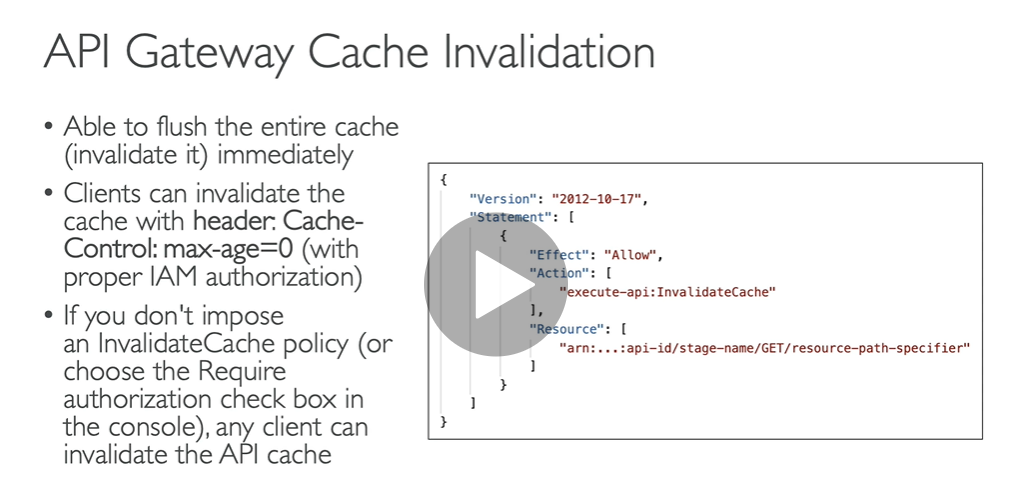 API Gateway Cache Invalidation
• Able to flush the entire cache
(invalidate it) immediately
• Clients can invalidate the
cache with header: Cache-
Control: max-age=0 (with
proper IAM authorization)
• If you don't impose
an InvalidateCache policy (or
choose the Require
authorization check box in
the console), any client can
invalidate the API cache
{
"Version": "2012-10-17",
"Statement": [
{
"Effect": "Allow",
"Action": [
"execute-api:InvalidateCache"
],
"Resource": [
"arn:...:api-id/stage-name/GET/resource-path-specifier"
]
}
]
}